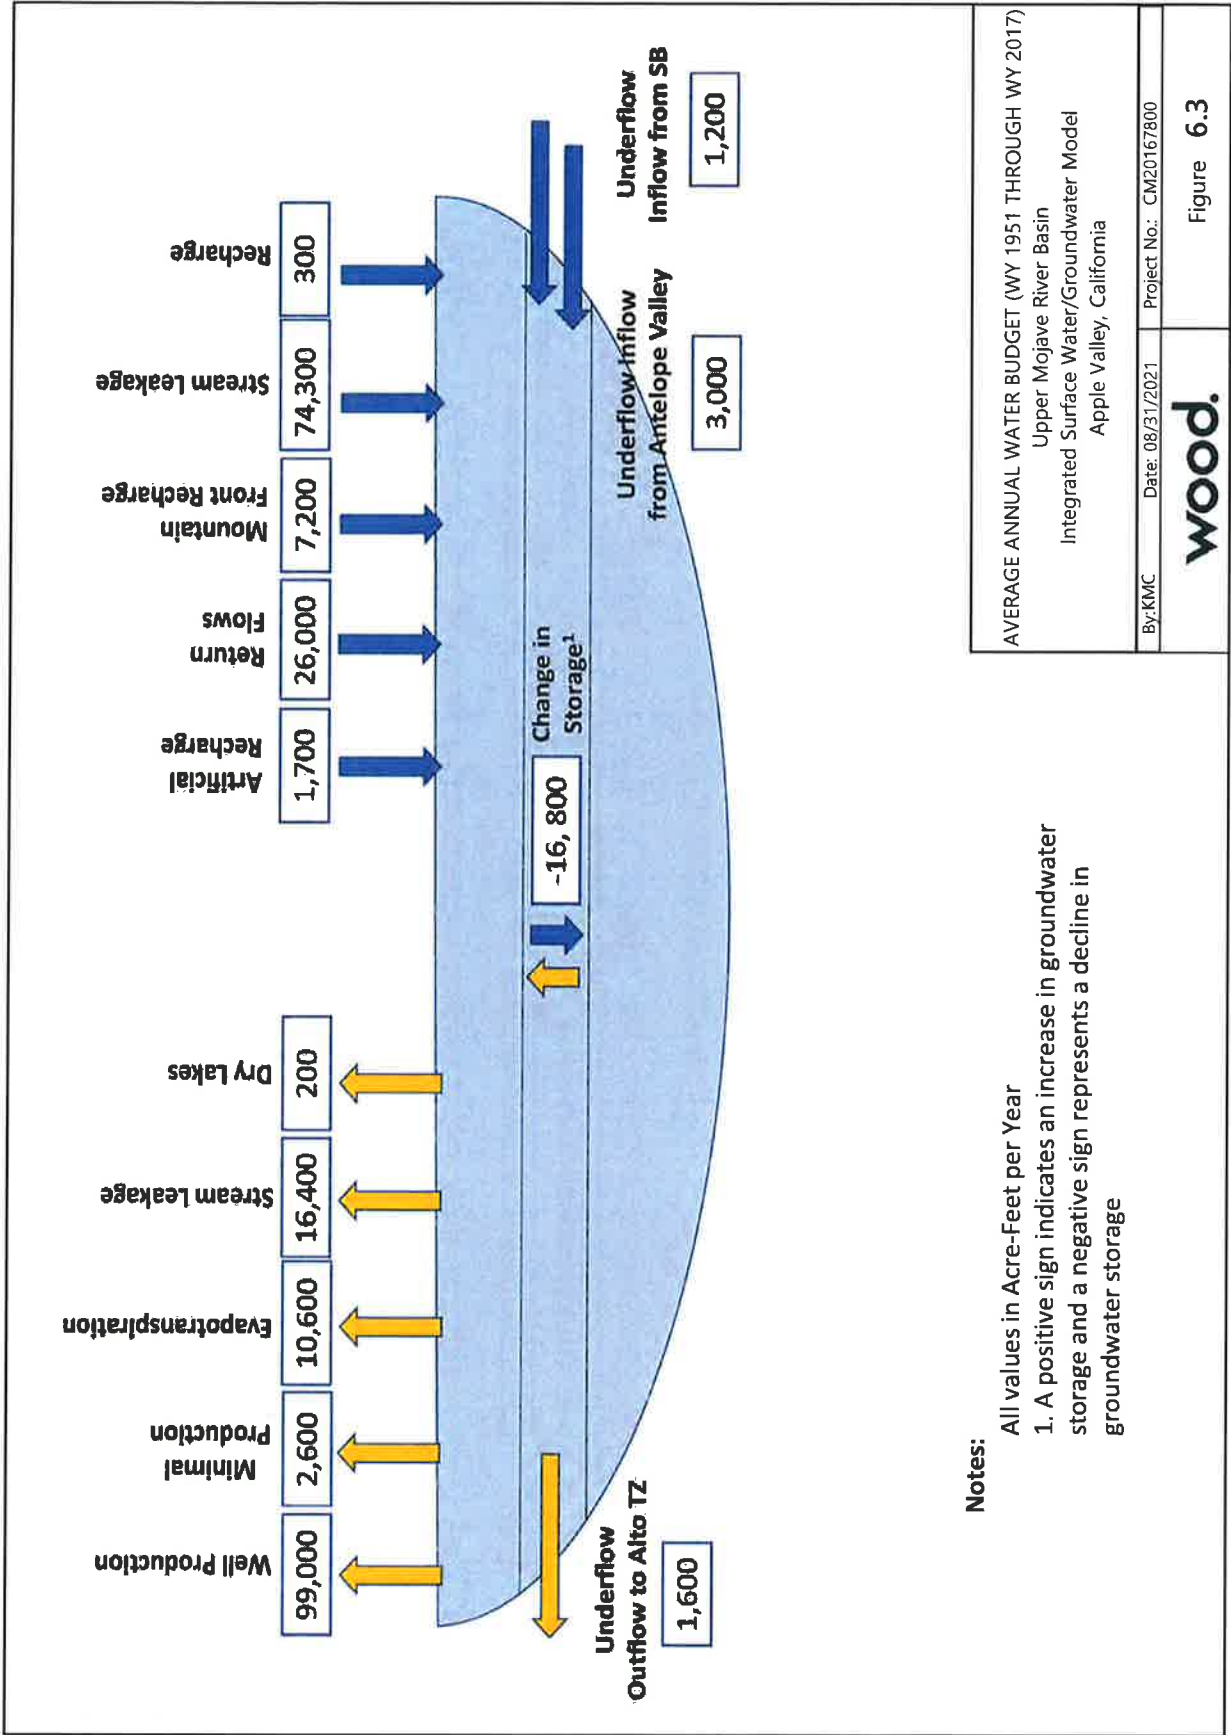 Well Production
99,000
Minimal
Production
2,600
Evapotranspiration
10,600
Stream Leakage
16,400
Dry Lakes
200
Artificial
Recharge
1,700
Return
Flows
26,000
Mountain
Front Recharge
7,200
Stream Leakage
74,300
Recharge
300
Underflow
Outflow to Alto TZ
1,600
-16, 800
Change in
Storage¹
Underflow Inflow
from Antelope Valley
3,000
Underflow
Inflow from SB
1,200
Notes:
All values in Acre-Feet per Year
1. A positive sign indicates an increase in groundwater
storage and a negative sign represents a decline in
groundwater storage
AVERAGE ANNUAL WATER BUDGET (WY 1951 THROUGH WY 2017)
Upper Mojave River Basin
Integrated Surface Water/Groundwater Model
Apple Valley, California
By:KMC Date: 08/31/2021 Project No.: CM20167800
wood.
Figure 6.3